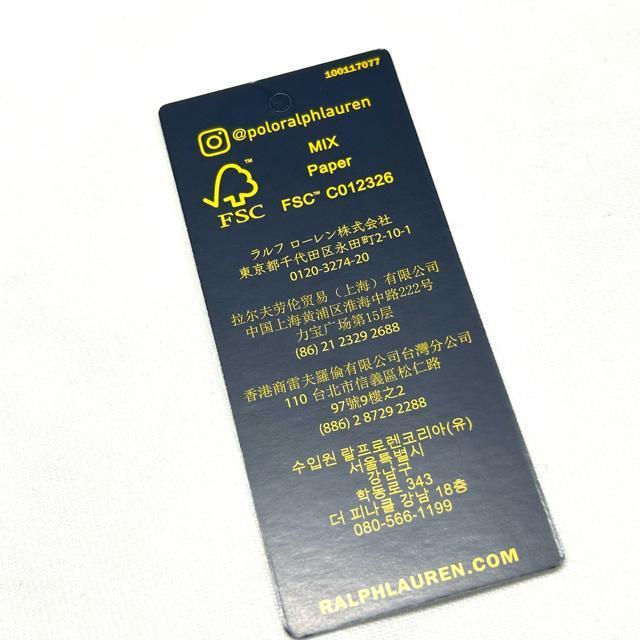 100117077
@poloralphlauren
MIX
Paper
FSC™ C012326
™
FSC
ラルフ ローレン株式会社
東京都千代田区永田町2-10-1
0120-3274-20
拉尔夫劳伦贸易（上海）有限公司
中国上海黄浦区淮海中路222号
力宝广场第15层
(86) 21 2329 2688
香港商雷夫羅倫有限公司台灣分公司
110 台北市信義區松仁路
97號9樓之2
(886) 2 8729 2288
수입원 랄프로렌코리아(유)
서울특별시
강남구
학동로 343
더 피나클 강남 18층
080-566-1199
RALPHLAUREN.COM